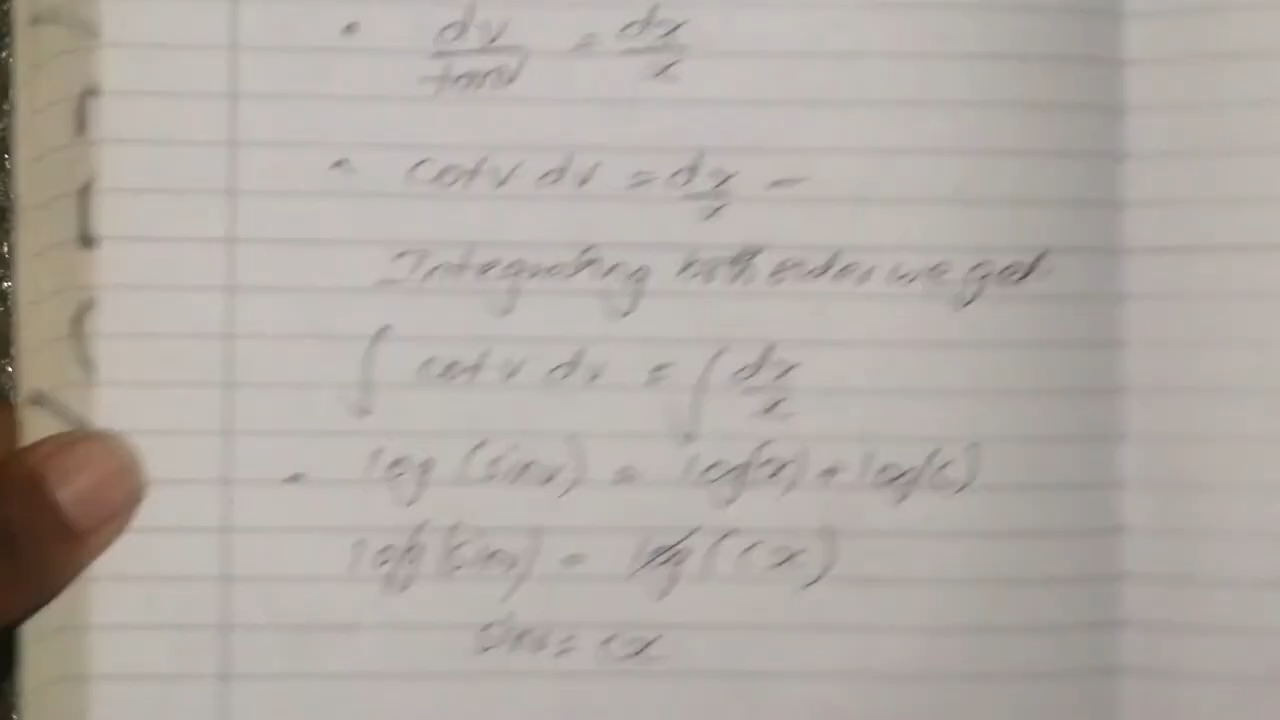 • dv/tanv = dx/x
• cotv dv = dx/x –
Integrating both sides we get
∫ cotv dv = ∫ dx/x
- log (sinv) = log(x) + log(c)
log(sinv) = log(cx)
sinv = cx